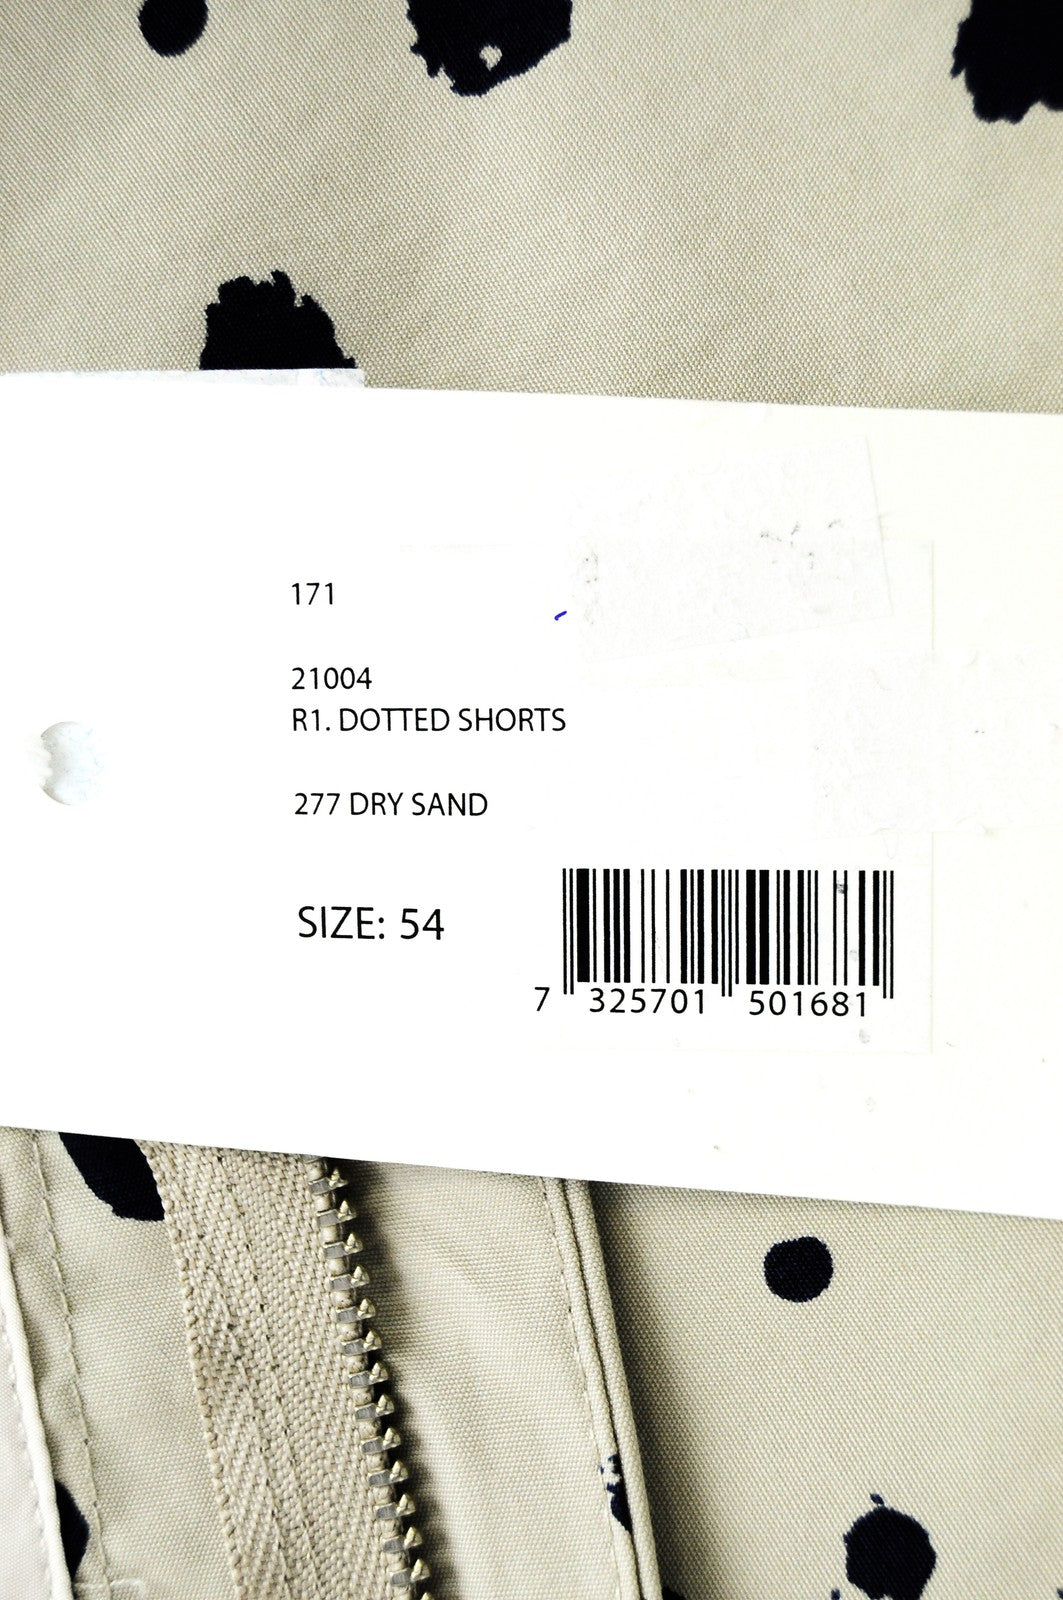 171
21004
R1. DOTTED SHORTS
277 DRY SAND
SIZE: 54
7 325701 501681